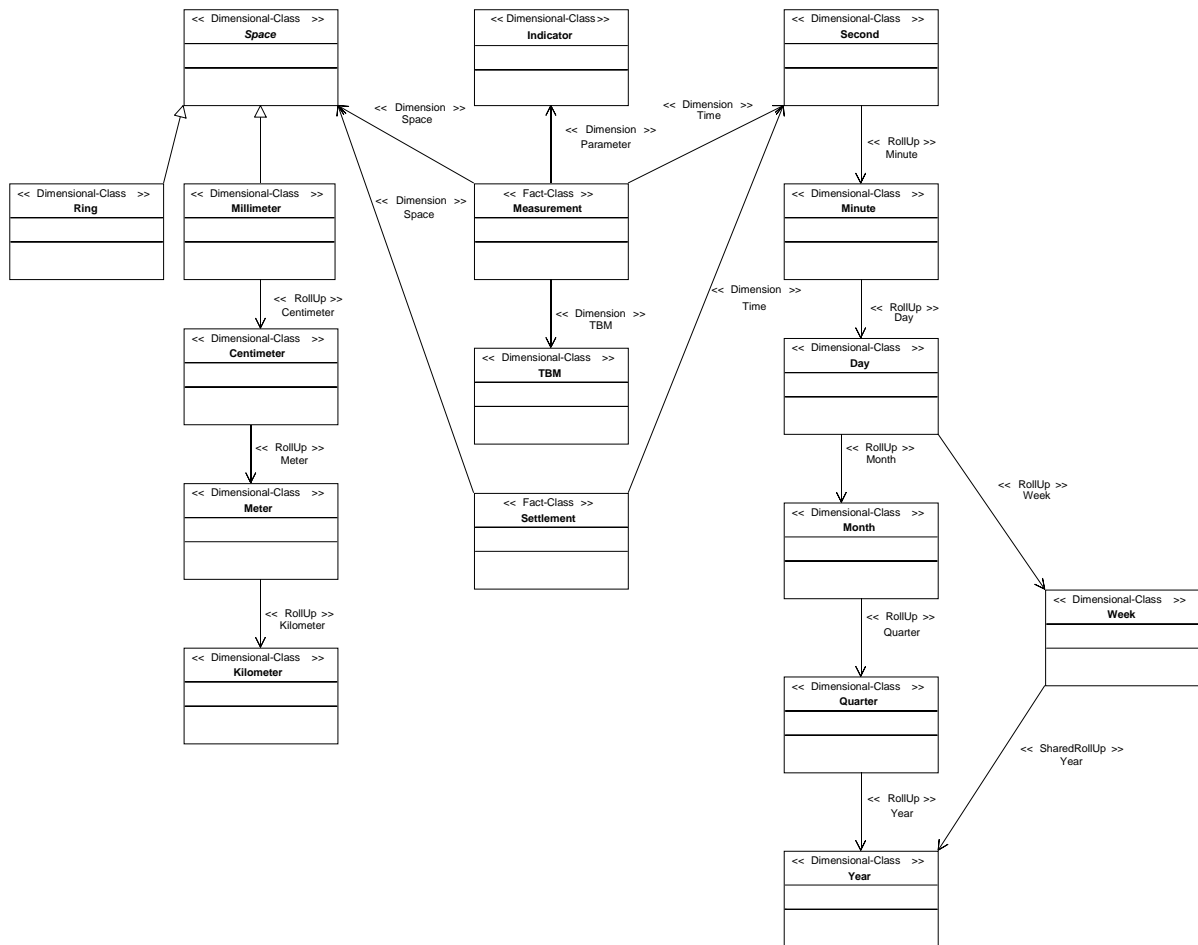 << Dimensional-Class >>
Space
<< Dimensional-Class >>
Indicator
<< Dimensional-Class >>
Second
<< Dimension >>
Space
<< Dimension >>
Parameter
<< Dimension >>
Time
<< RollUp >>
Minute
<< Dimensional-Class >>
Ring
<< Dimensional-Class >>
Millimeter
<< Dimension >>
Space
<< Fact-Class >>
Measurement
<< Dimensional-Class >>
Minute
<< RollUp >>
Centimeter
<< Dimension >>
TBM
<< Dimension >>
Time
<< RollUp >>
Day
<< Dimensional-Class >>
Centimeter
<< Dimensional-Class >>
TBM
<< Dimensional-Class >>
Day
<< RollUp >>
Meter
<< RollUp >>
Month
<< RollUp >>
Week
<< Dimensional-Class >>
Meter
<< Fact-Class >>
Settlement
<< Dimensional-Class >>
Month
<< RollUp >>
Kilometer
<< RollUp >>
Quarter
<< Dimensional-Class >>
Week
<< Dimensional-Class >>
Kilometer
<< Dimensional-Class >>
Quarter
<< SharedRollUp >>
Year
<< RollUp >>
Year
<< Dimensional-Class >>
Year